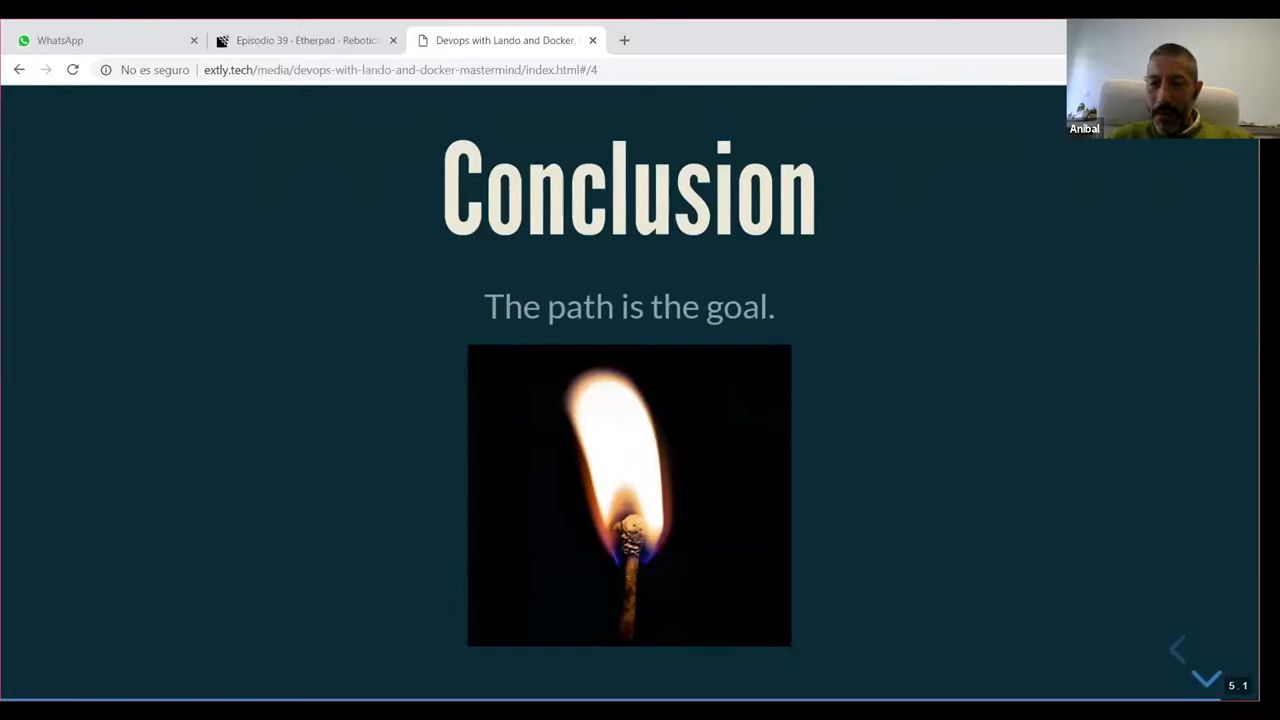 WhatsApp
Episodio 39 - Etherpad - Robotic
Devops with Lando and Docker.
No es seguro
extly.tech/media/devops-with-lando-and-docker-mastermind/index.html#/4
Anibal
Conclusion
The path is the goal.
5.1